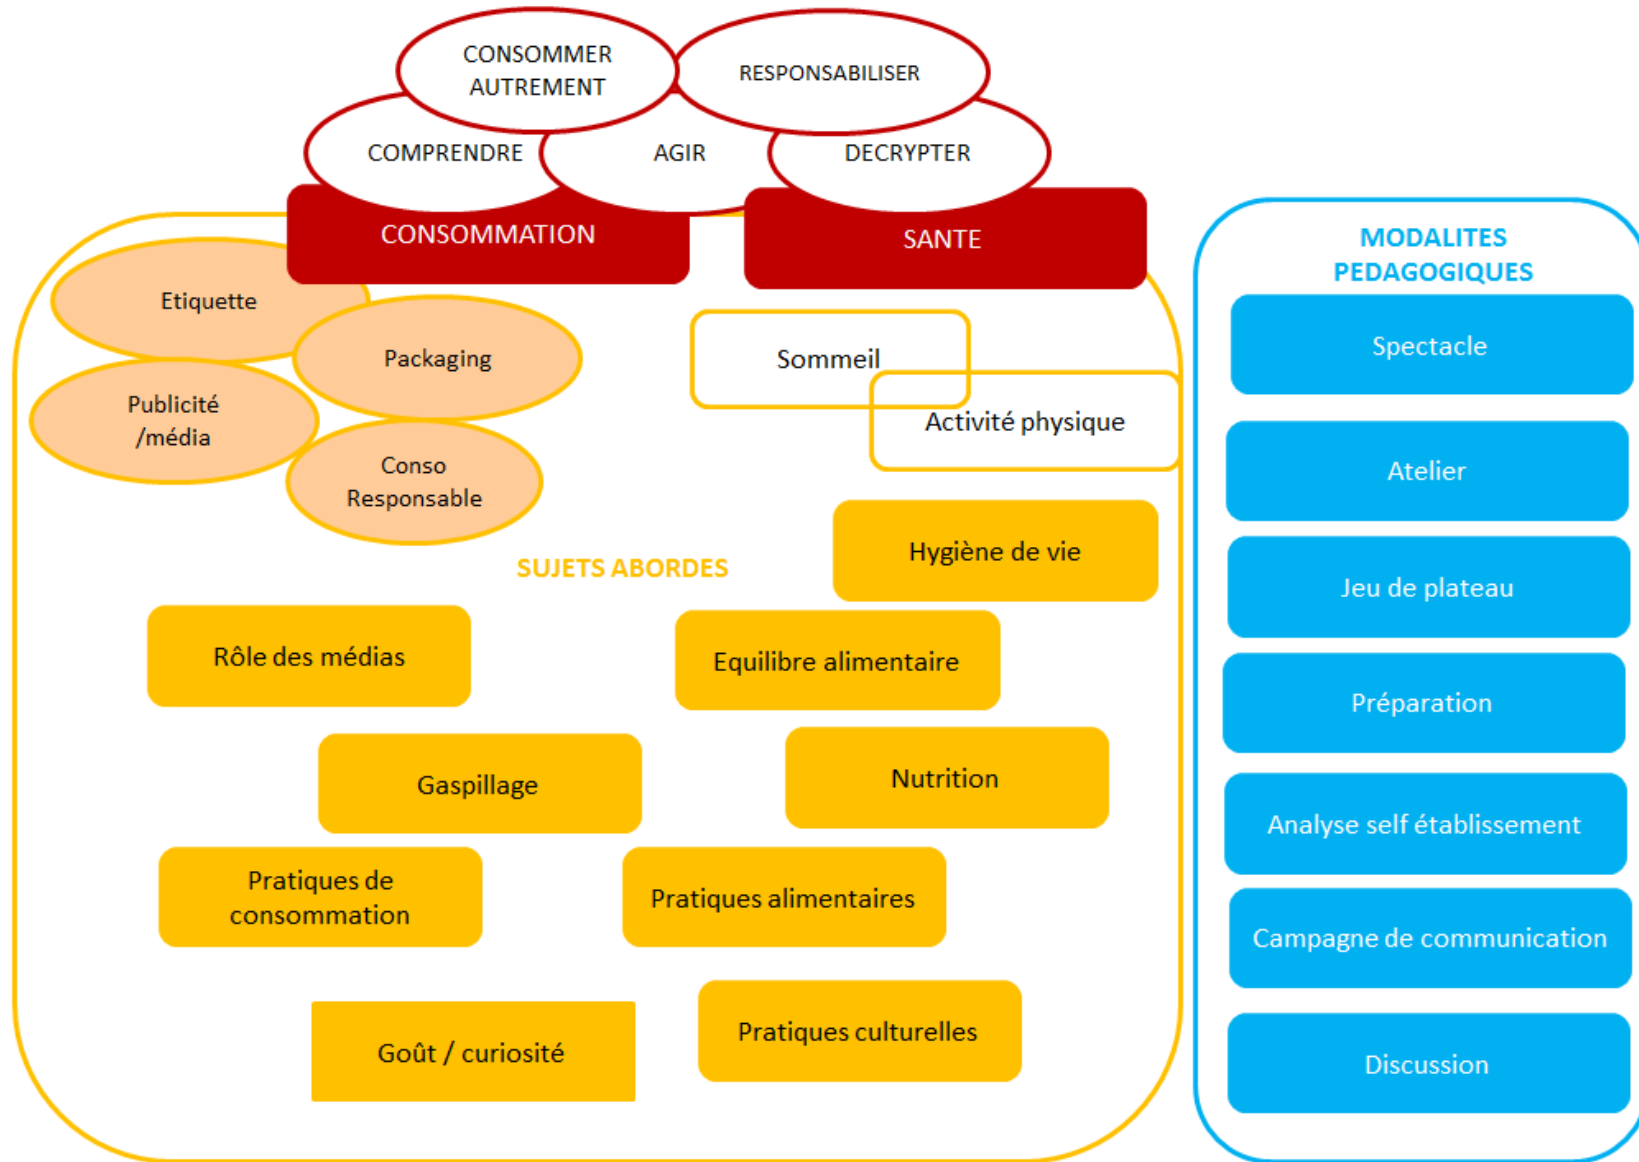 CONSOMMER
AUTREMENT
RESPONSABILISER
COMPRENDRE
AGIR
DECRYPTER
CONSOMMATION
SANTE
Etiquette
Packaging
Publicité
/média
Conso
Responsable
Sommeil
Activité physique
Hygiène de vie
SUJETS ABORDES
Rôle des médias
Equilibre alimentaire
Gaspillage
Nutrition
Pratiques de
consommation
Pratiques alimentaires
Goût / curiosité
Pratiques culturelles
MODALITES
PEDAGOGIQUES
Spectacle
Atelier
Jeu de plateau
Préparation
Analyse self établissement
Campagne de communication
Discussion